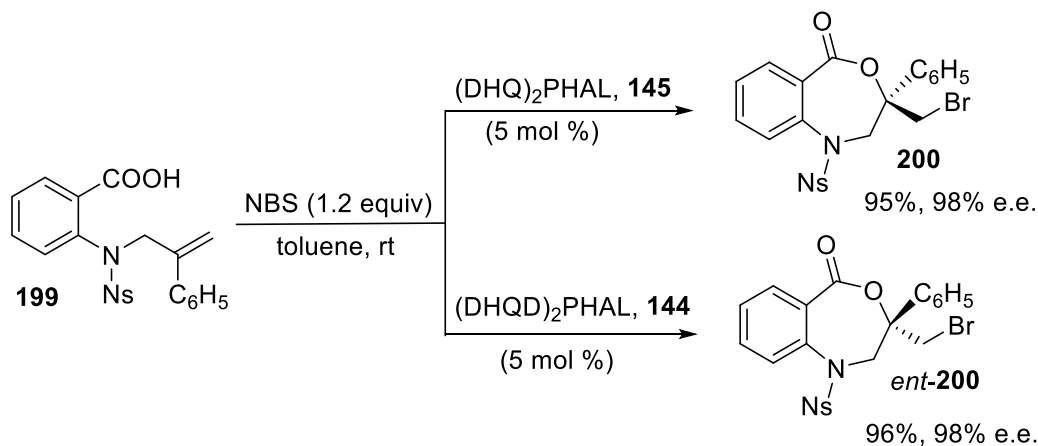 COOH
N
Ns
C₆H₅
199
NBS (1.2 equiv)
toluene, rt
(DHQ)₂PHAL, 145
(5 mol %)
O
O
C₆H₅
Br
N
Ns
200
95%, 98% e.e.
(DHQD)₂PHAL, 144
(5 mol %)
O
O
C₆H₅
Br
N
Ns
ent-200
96%, 98% e.e.